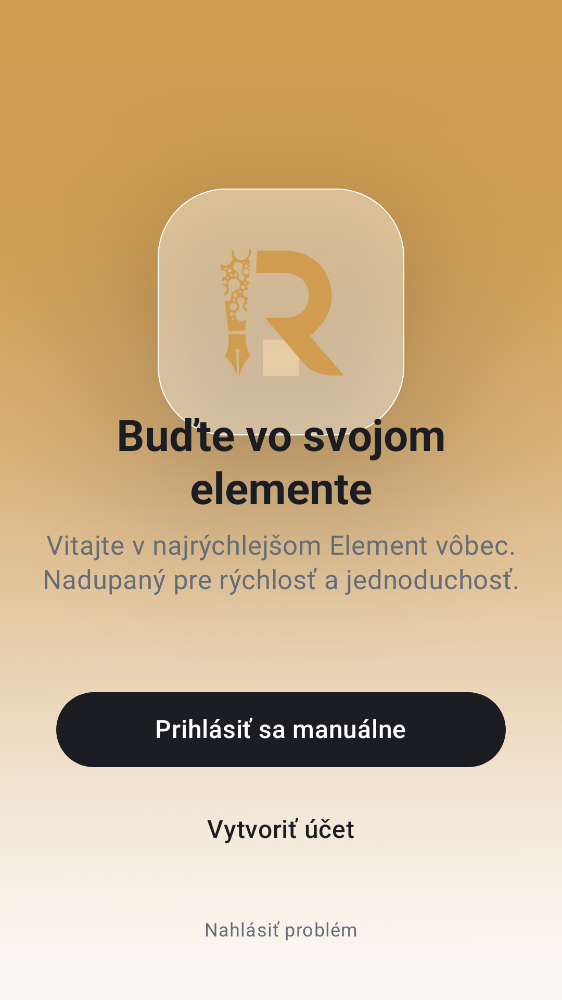 R
Buďte vo svojom
elemente
Vitajte v najrýchlejšom Element vôbec.
Nadupaný pre rýchlosť a jednoduchosť.
Prihlásiť sa manuálne
Vytvoriť účet
Nahlásiť problém